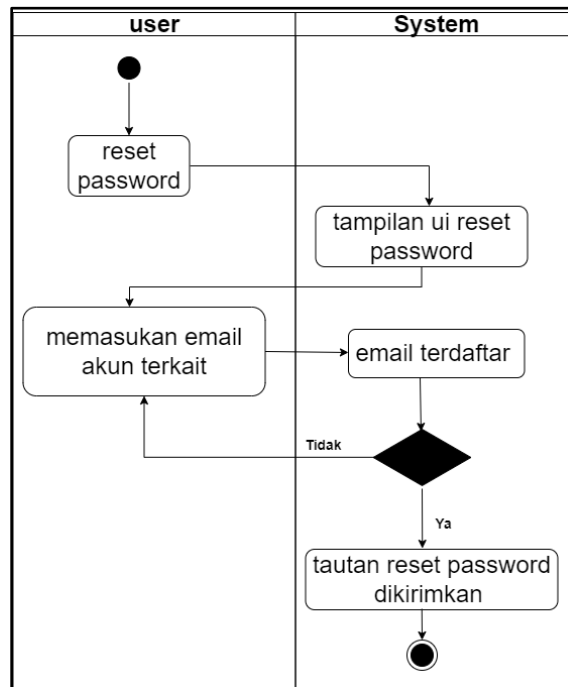 user
System
reset
password
tampilan ui reset
password
memasukan email
akun terkait
email terdaftar
Tidak
Ya
tautan reset password
dikirimkan